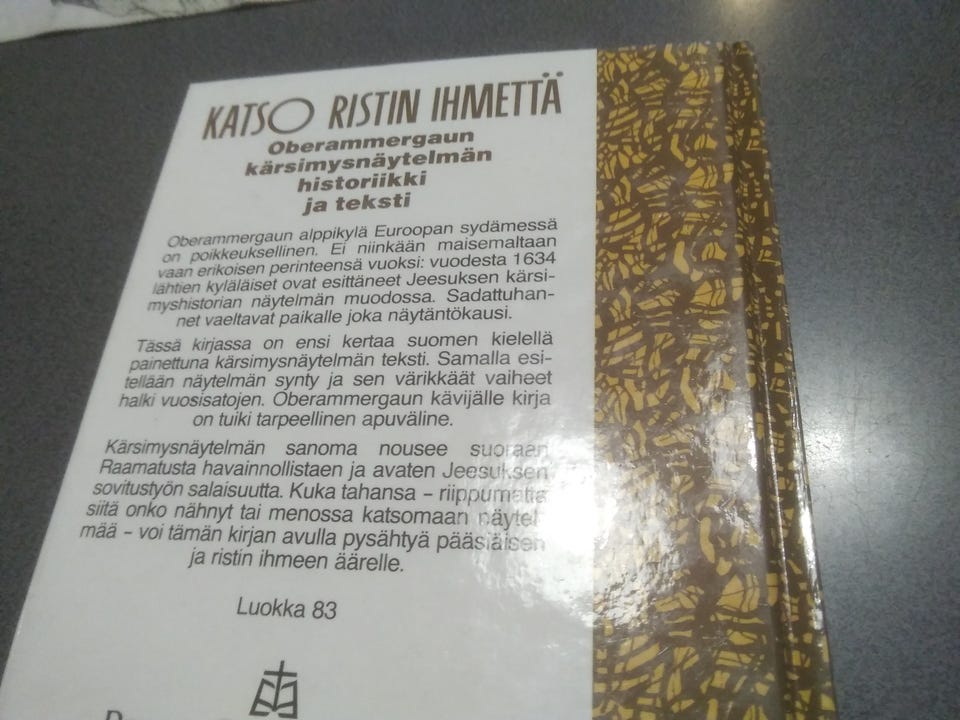 KATSO RISTIN IHMETTÄ
Oberammergaun
kärsimysnäytelmän
historiikki
ja teksti
Oberammergaun alppikylä Euroopan sydämessä
on poikkeuksellinen. Ei niinkään maisemaltaan
vaan erikoisen perinteensä vuoksi: vuodesta 1634
lähtien kyläläiset ovat esittäneet Jeesuksen kärsi-
myshistorian näytelmän muodossa. Sadattuhan-
net vaeltavat paikalle joka näytäntökausi.
Tässä kirjassa on ensi kertaa suomen kielellä
painettuna kärsimysnäytelmän teksti. Samalla esi-
tellään näytelmän synty ja sen värikkäät vaiheet
halki vuosisatojen. Oberammergaun kävijälle kirja
on tuiki tarpeellinen apuväline.
Kärsimysnäytelmän sanoma nousee suoraan
Raamatusta havainnollistaen ja avaten Jeesuksen
sovitustyön salaisuutta. Kuka tahansa – riippumatta
siitä onko nähnyt tai menossa katsomaan näytel-
mää – voi tämän kirjan avulla pysähtyä pääsiäisen
ja ristin ihmeen äärelle.
Luokka 83